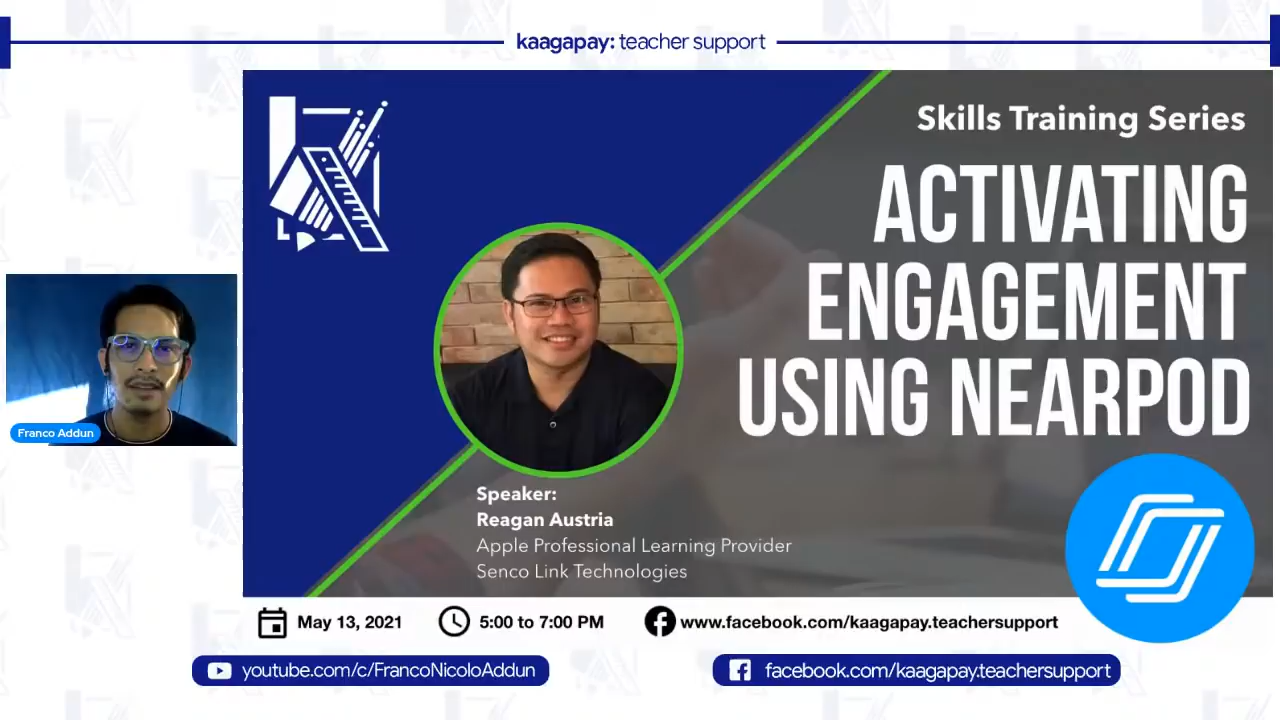 kaagapay: teacher support
Skills Training Series
ACTIVATING
ENGAGEMENT
USING NEARPOD
Franco Addun
Speaker:
Reagan Austria
Apple Professional Learning Provider
Senco Link Technologies
May 13, 2021
5:00 to 7:00 PM
www.facebook.com/kaagapay.teachersupport
youtube.com/c/FrancoNicoloAddun
facebook.com/kaagapay.teachersupport